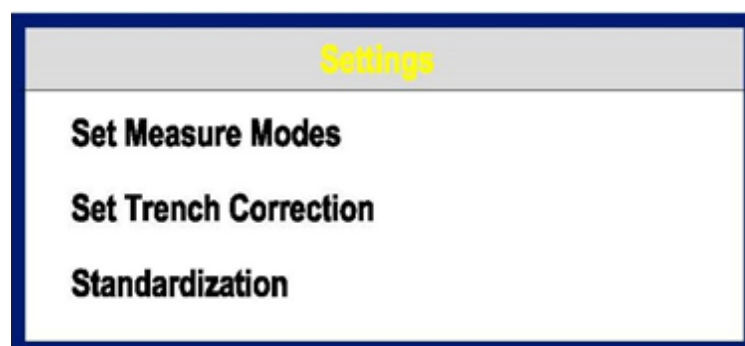 Settings
Set Measure Modes
Set Trench Correction
Standardization